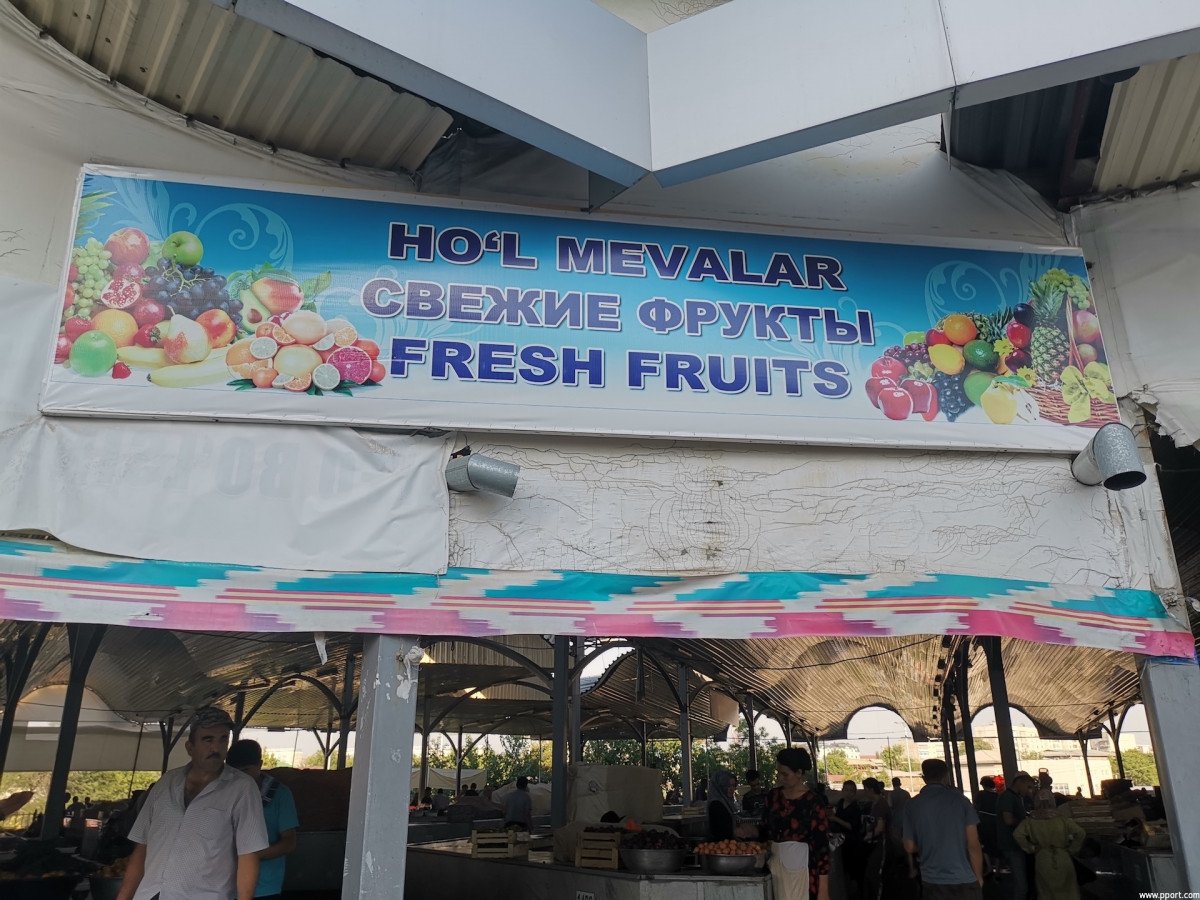 HO‘L MEVALAR
СВЕЖИЕ ФРУКТЫ
FRESH FRUITS
www.pport.com